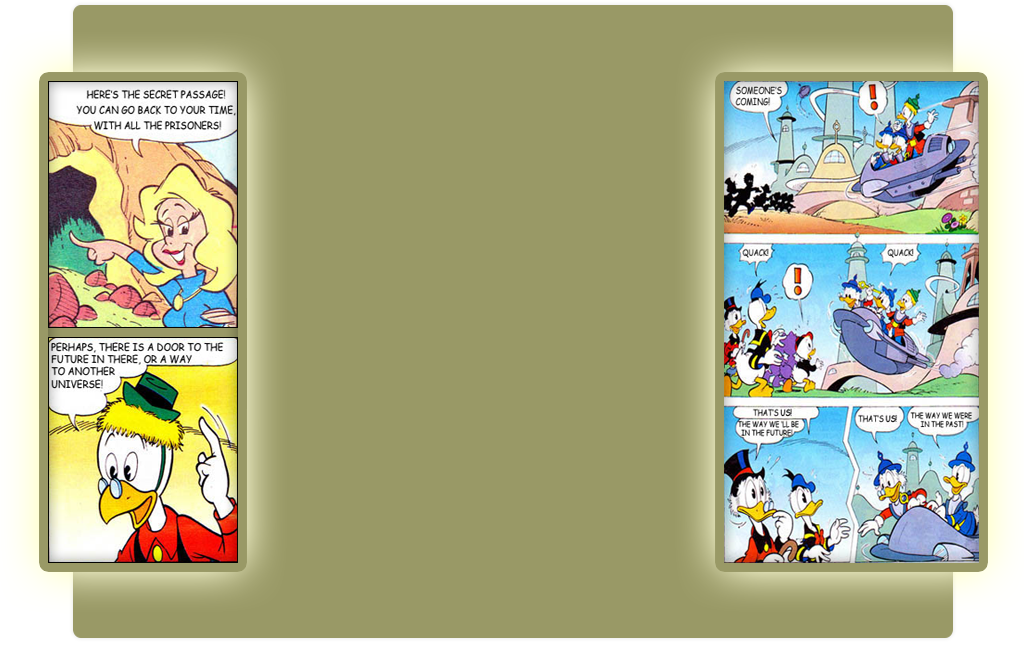 HERE'S THE SECRET PASSAGE!
YOU CAN GO BACK TO YOUR TIME,
WITH ALL THE PRISONERS!
PERHAPS, THERE IS A DOOR TO THE
FUTURE IN THERE, OR A WAY
TO ANOTHER
UNIVERSE!
SOMEONE'S
COMING!
!
QUACK!
!
QUACK!
THAT'S US!
THE WAY WE'LL BE
IN THE FUTURE!
THAT'S US!
THE WAY WE WERE
IN THE PAST!